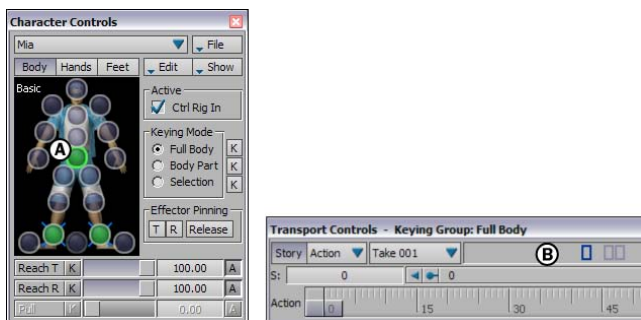 Character Controls
Mia
File
Body Hands Feet Edit Show
Basic
Active
Ctrl Rig In
A
Keying Mode
Full Body K
Body Part K
Selection K
Effector Pinning
T R Release
Reach T K 100.00 A
Reach R K 100.00 A
Pull K 0.00 A
Transport Controls - Keying Group: Full Body
Story Action Take 001 B
S: 0 0
Action 0 15 30 45